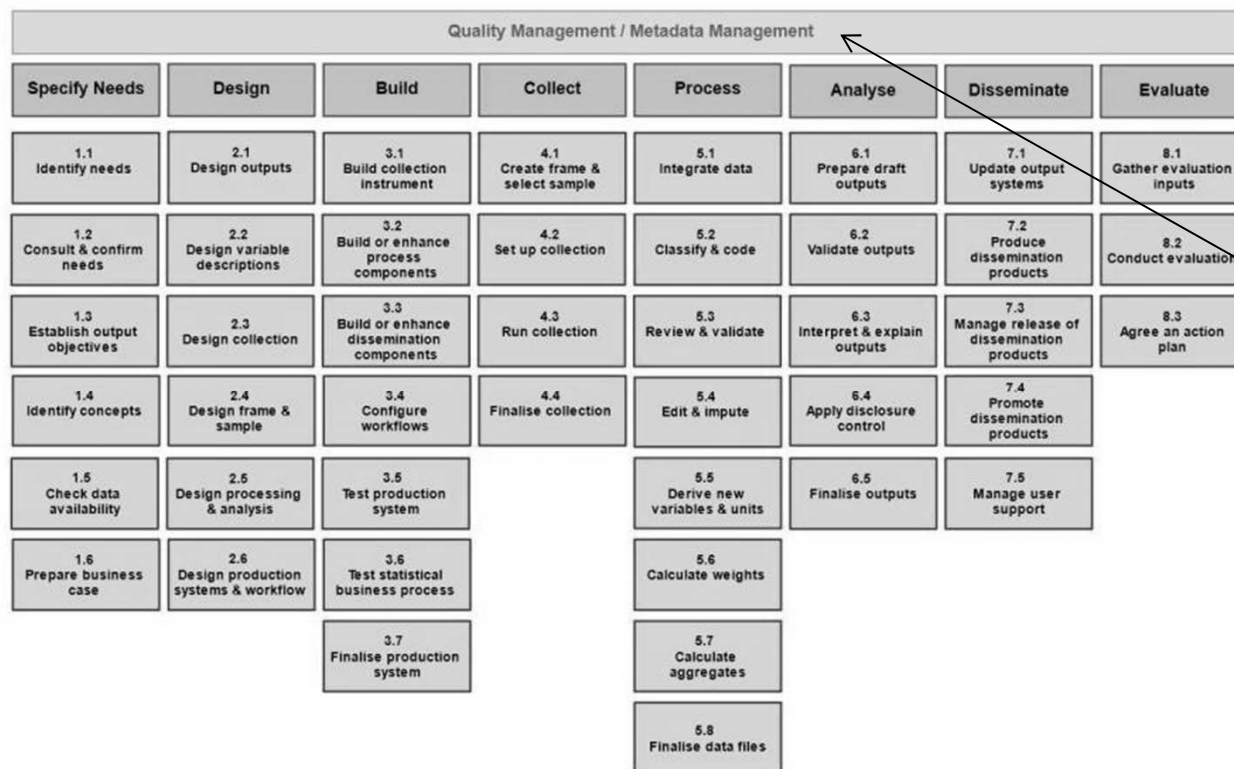 Quality Management / Metadata Management
Specify Needs
Design
Build
Collect
Process
Analyse
Disseminate
Evaluate
1.1
Identify needs
1.2
Consult & confirm
needs
1.3
Establish output
objectives
1.4
Identify concepts
1.5
Check data
availability
1.6
Prepare business
case
2.1
Design outputs
2.2
Design variable
descriptions
2.3
Design collection
2.4
Design frame &
sample
2.5
Design processing
& analysis
2.6
Design production
systems & workflow
3.1
Build collection
instrument
3.2
Build or enhance
process
components
3.3
Build or enhance
dissemination
components
3.4
Configure
workflows
3.5
Test production
system
3.6
Test statistical
business process
3.7
Finalise production
system
4.1
Create frame &
select sample
4.2
Set up collection
4.3
Run collection
4.4
Finalise collection
5.1
Integrate data
5.2
Classify & code
5.3
Review & validate
5.4
Edit & impute
5.5
Derive new
variables & units
5.6
Calculate weights
5.7
Calculate
aggregates
5.8
Finalise data files
6.1
Prepare draft
outputs
6.2
Validate outputs
6.3
Interpret & explain
outputs
6.4
Apply disclosure
control
6.5
Finalise outputs
7.1
Update output
systems
7.2
Produce
dissemination
products
7.3
Manage release of
dissemination
products
7.4
Promote
dissemination
products
7.5
Manage user
support
8.1
Gather evaluation
inputs
8.2
Conduct evaluation
8.3
Agree an action
plan